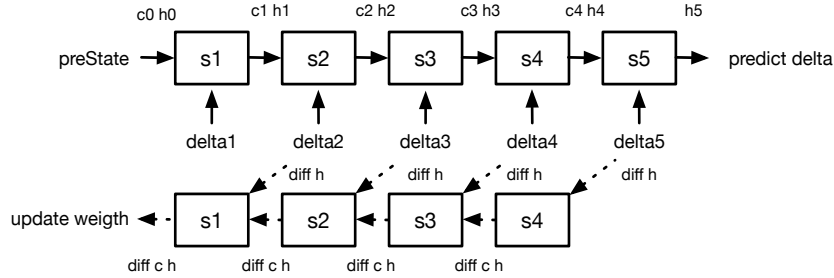 c0 h0 c1 h1 c2 h2 c3 h3 c4 h4 h5
preState s1 s2 s3 s4 s5 predict delta
delta1 delta2 delta3 delta4 delta5
diff h diff h diff h diff h
update weigth s1 s2 s3 s4
diff c h diff c h diff c h diff c h